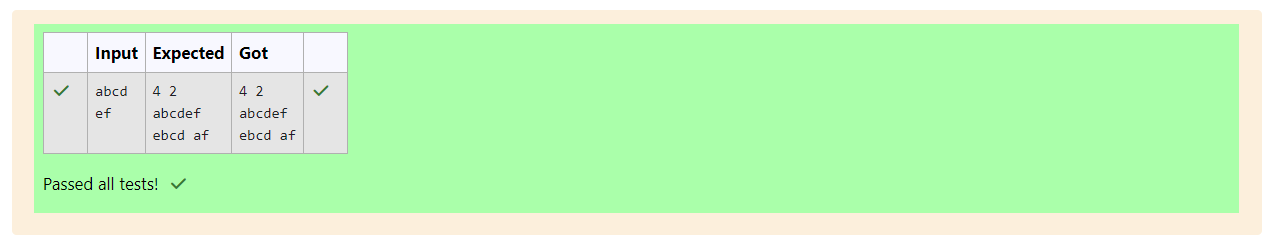 Input Expected Got
abcd 4 2 4 2
ef abcdef abcdef
ebcd af ebcd af
Passed all tests!